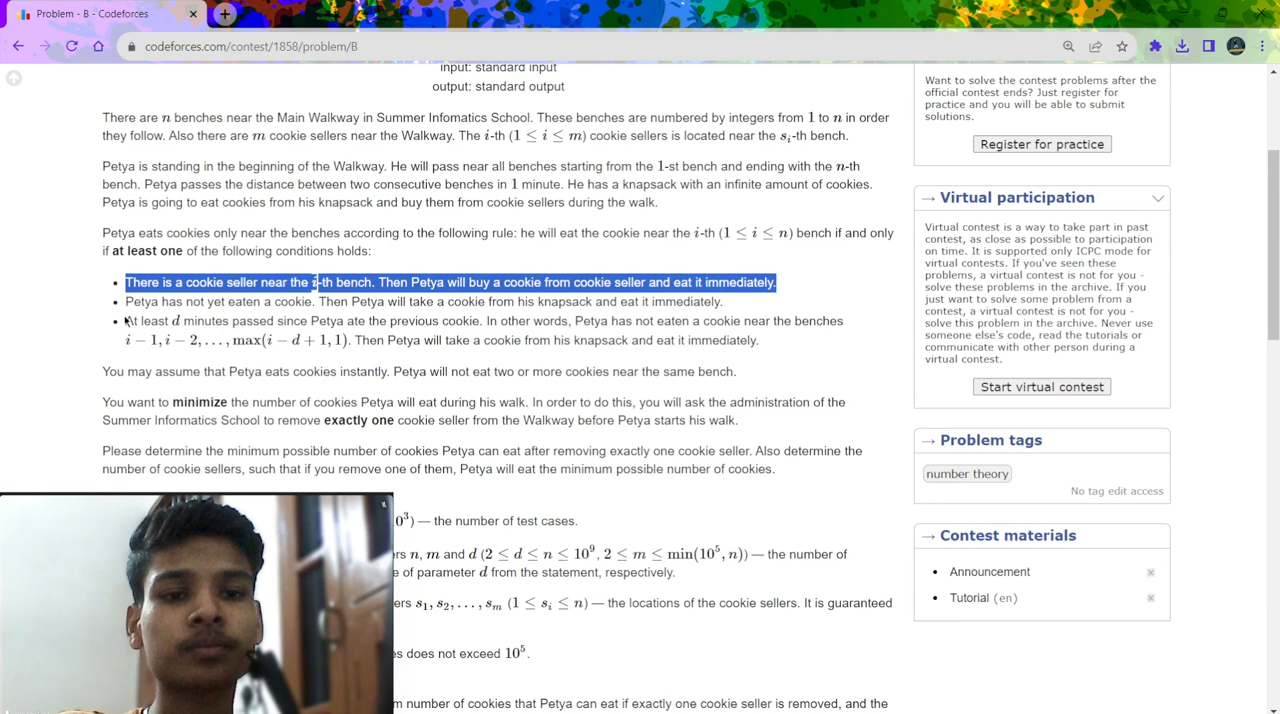 Problem - B - Codeforces
codeforces.com/contest/1858/problem/B
input: standard input
output: standard output
There are n benches near the Main Walkway in Summer Infomatics School. These benches are numbered by integers from 1 to n in order
they follow. Also there are m cookie sellers near the Walkway. The i-th (1 ≤ i ≤ m) cookie sellers is located near the s_i-th bench.
Petya is standing in the beginning of the Walkway. He will pass near all benches starting from the 1-st bench and ending with the n-th
bench. Petya passes the distance between two consecutive benches in 1 minute. He has a knapsack with an infinite amount of cookies.
Petya is going to eat cookies from his knapsack and buy them from cookie sellers during the walk.
Petya eats cookies only near the benches according to the following rule: he will eat the cookie near the i-th (1 ≤ i ≤ n) bench if and only
if at least one of the following conditions holds:
• There is a cookie seller near the i-th bench. Then Petya will buy a cookie from cookie seller and eat it immediately.
• Petya has not yet eaten a cookie. Then Petya will take a cookie from his knapsack and eat it immediately.
• At least d minutes passed since Petya ate the previous cookie. In other words, Petya has not eaten a cookie near the benches
i − 1, i − 2, …, max(i − d + 1, 1). Then Petya will take a cookie from his knapsack and eat it immediately.
You may assume that Petya eats cookies instantly. Petya will not eat two or more cookies near the same bench.
You want to minimize the number of cookies Petya will eat during his walk. In order to do this, you will ask the administration of the
Summer Informatics School to remove exactly one cookie seller from the Walkway before Petya starts his walk.
Please determine the minimum possible number of cookies Petya can eat after removing exactly one cookie seller. Also determine the
number of cookie sellers, such that if you remove one of them, Petya will eat the minimum possible number of cookies.
0^3) — the number of test cases.
rs n, m and d (2 ≤ d ≤ n ≤ 10^9, 2 ≤ m ≤ min(10^5, n)) — the number of
e of parameter d from the statement, respectively.
ers s_1, s_2, …, s_m (1 ≤ s_i ≤ n) — the locations of the cookie sellers. It is guaranteed
es does not exceed 10^5.
m number of cookies that Petya can eat if exactly one cookie seller is removed, and the
Want to solve the contest problems after the
official contest ends? Just register for
practice and you will be able to submit
solutions.
Register for practice
→ Virtual participation
Virtual contest is a way to take part in past
contest, as close as possible to participation
on time. It is supported only ICPC mode for
virtual contests. If you've seen these
problems, a virtual contest is not for you -
solve these problems in the archive. If you
just want to solve some problem from a
contest, a virtual contest is not for you -
solve this problem in the archive. Never use
someone else's code, read the tutorials or
communicate with other person during a
virtual contest.
Start virtual contest
→ Problem tags
number theory
No tag edit access
→ Contest materials
• Announcement
• Tutorial (en)